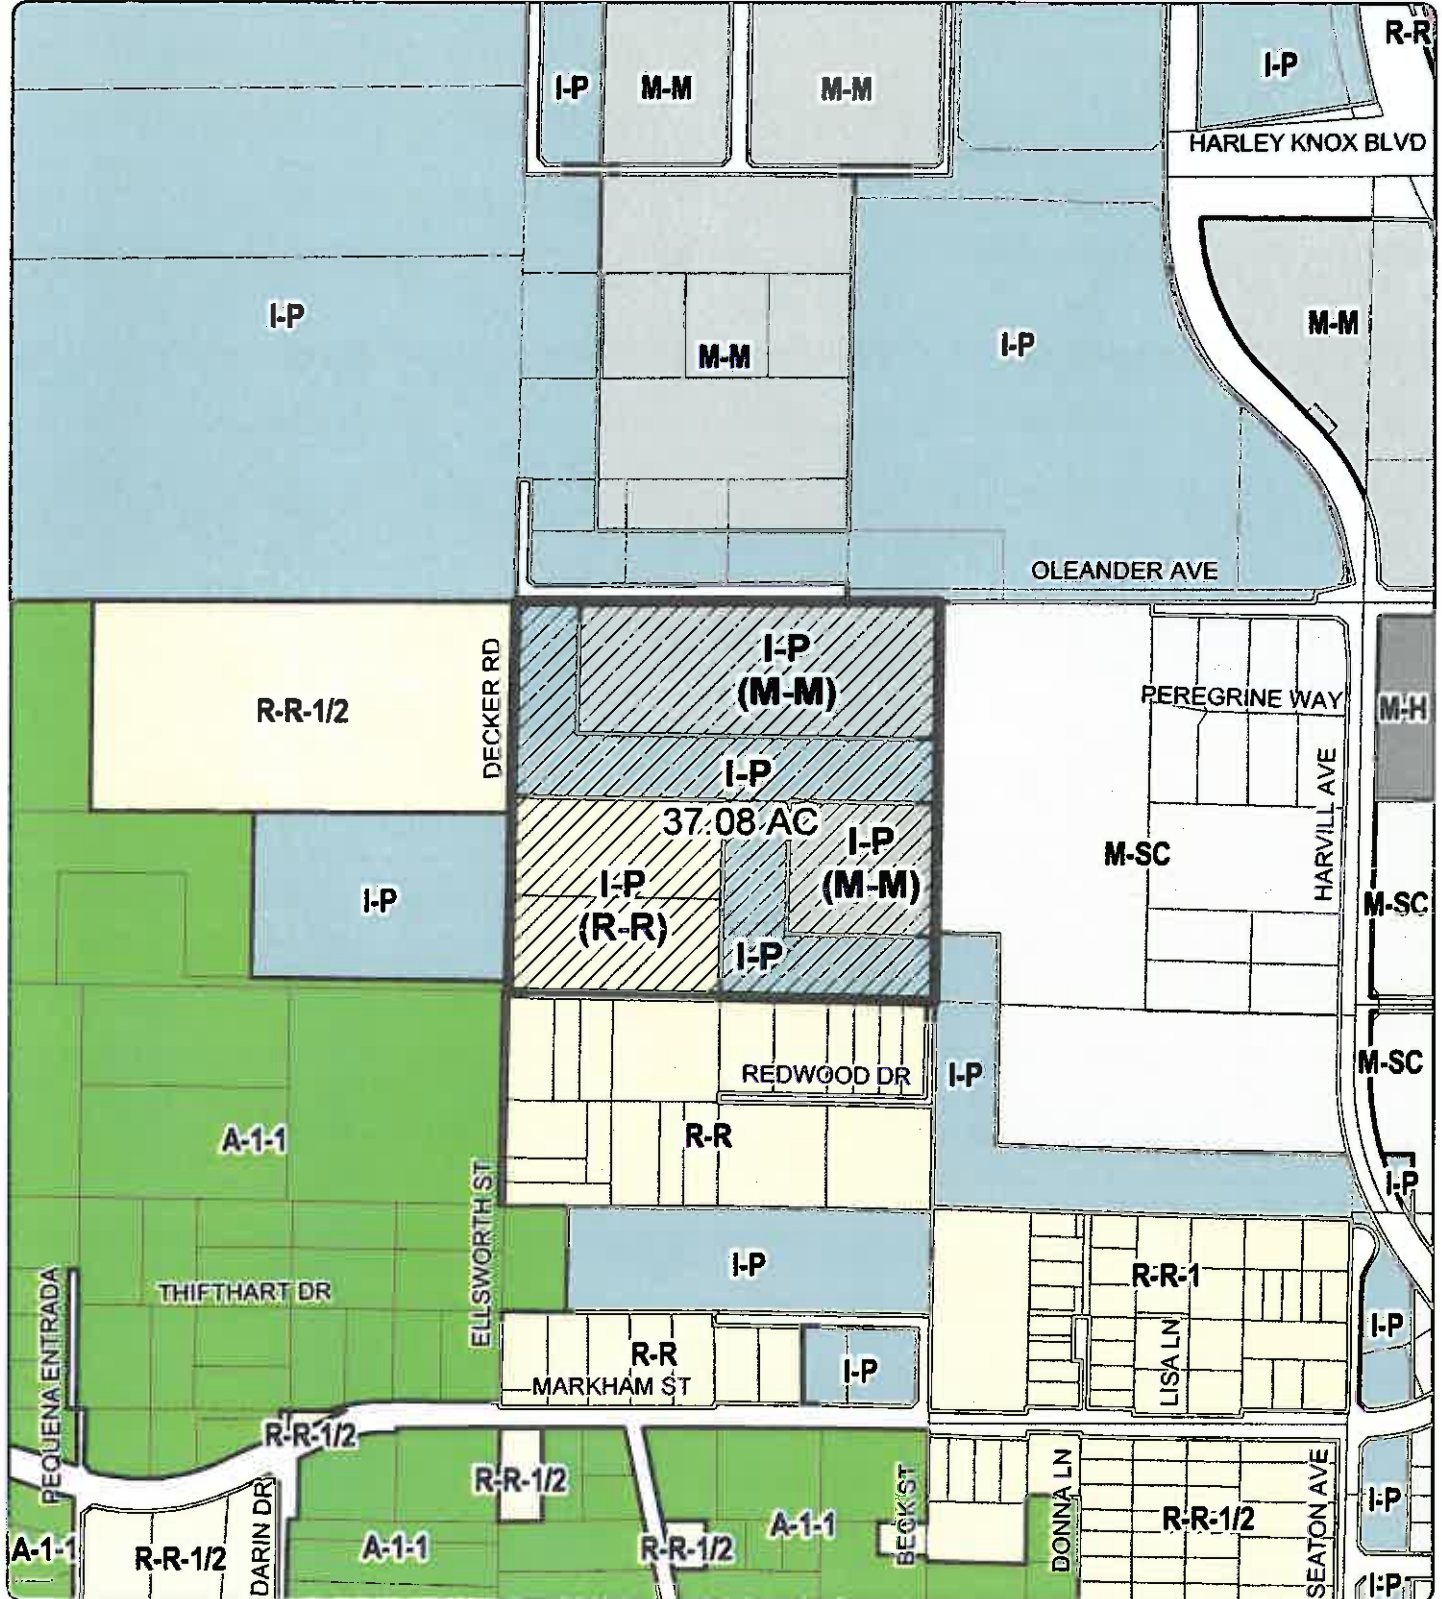 R-R
I-P
I-P
M-M
M-M
HARLEY KNOX BLVD
I-P
M-M
I-P
M-M
OLEANDER AVE
DECKER RD
R-R-1/2
I-P
(M-M)
PEREGRINE WAY
M-H
I-P
37.08 AC
HARVILL AVE
I-P
(M-M)
M-SC
I-P
I-P
(R-R)
M-SC
I-P
REDWOOD DR
I-P
M-SC
A-1-1
R-R
ELLSWORTH ST
I-P
I-P
R-R-1
THIFTHART DR
PEQUENA ENTRADA
I-P
R-R
LISA LN
I-P
MARKHAM ST
R-R-1/2
R-R-1/2
BECK ST
DONNA LN
SEATON AVE
I-P
A-1-1
R-R-1/2
DARIN DR
A-1-1
R-R-1/2
A-1-1
R-R-1/2
I-P